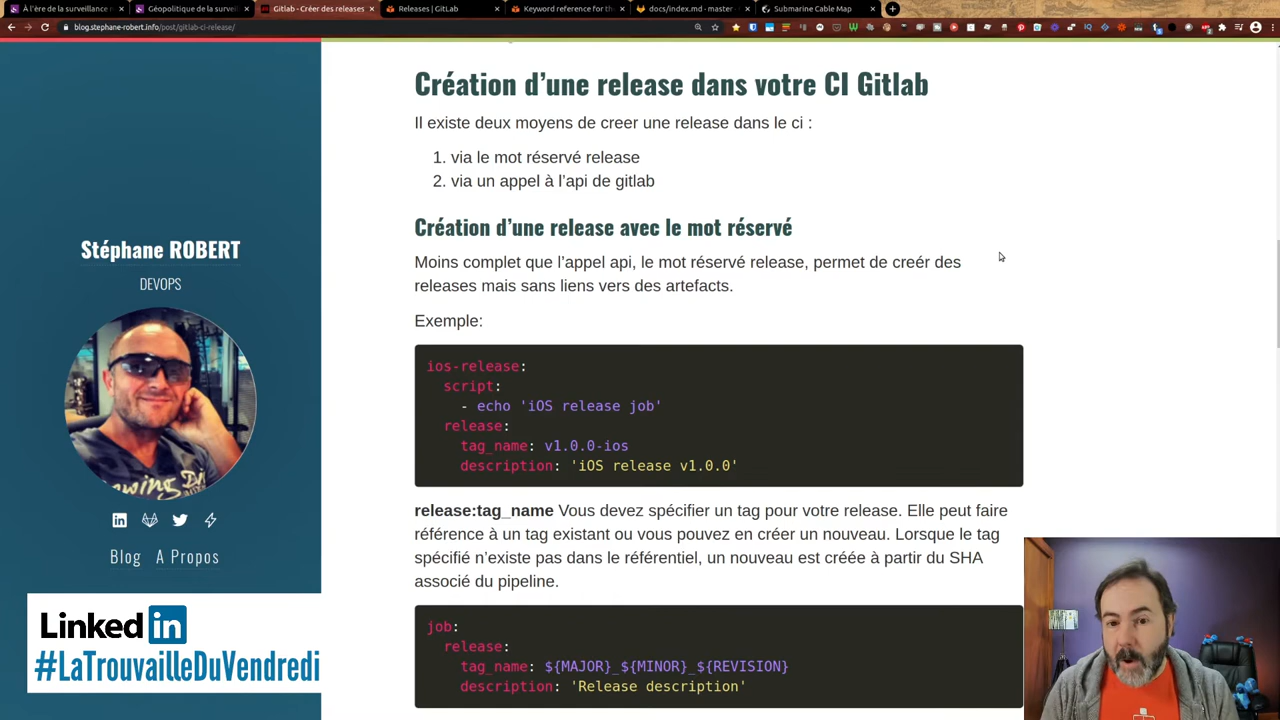 À l'ère de la surveillance
Géopolitique de la surveil
Gitlab - Créer des releases
Releases | GitLab
Keyword reference for th
docs/index.md · master ·
Submarine Cable Map
blog.stephane-robert.info/post/gitlab-ci-release/
Création d'une release dans votre CI Gitlab
Il existe deux moyens de creer une release dans le ci :
1. via le mot réservé release
2. via un appel à l'api de gitlab
Création d'une release avec le mot réservé
Moins complet que l'appel api, le mot réservé release, permet de creér des
releases mais sans liens vers des artefacts.
Exemple:
ios-release:
script:
- echo 'iOS release job'
release:
tag_name: v1.0.0-ios
description: 'iOS release v1.0.0'
release:tag_name Vous devez spécifier un tag pour votre release. Elle peut faire
référence à un tag existant ou vous pouvez en créer un nouveau. Lorsque le tag
spécifié n'existe pas dans le référentiel, un nouveau est créée à partir du SHA
associé du pipeline.
job:
release:
tag_name: ${MAJOR}_${MINOR}_${REVISION}
description: 'Release description'
Stéphane ROBERT
DEVOPS
Blog A Propos
Linked in
#LaTrouvailleDuVendredi